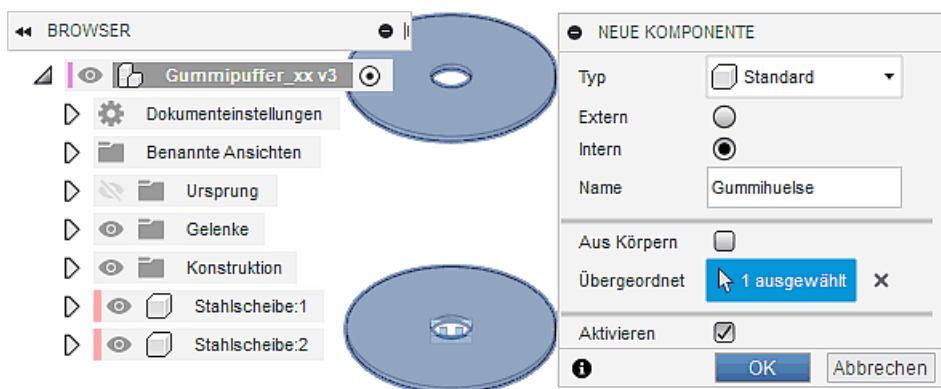 BROWSER
Gummipuffer_xx v3
Dokumenteinstellungen
Benannte Ansichten
Ursprung
Gelenke
Konstruktion
Stahlscheibe:1
Stahlscheibe:2
NEUE KOMPONENTE
Typ Standard
Extern
Intern
Name Gummihuelse
Aus Körpern
Übergeordnet 1 ausgewählt
Aktivieren
OK Abbrechen